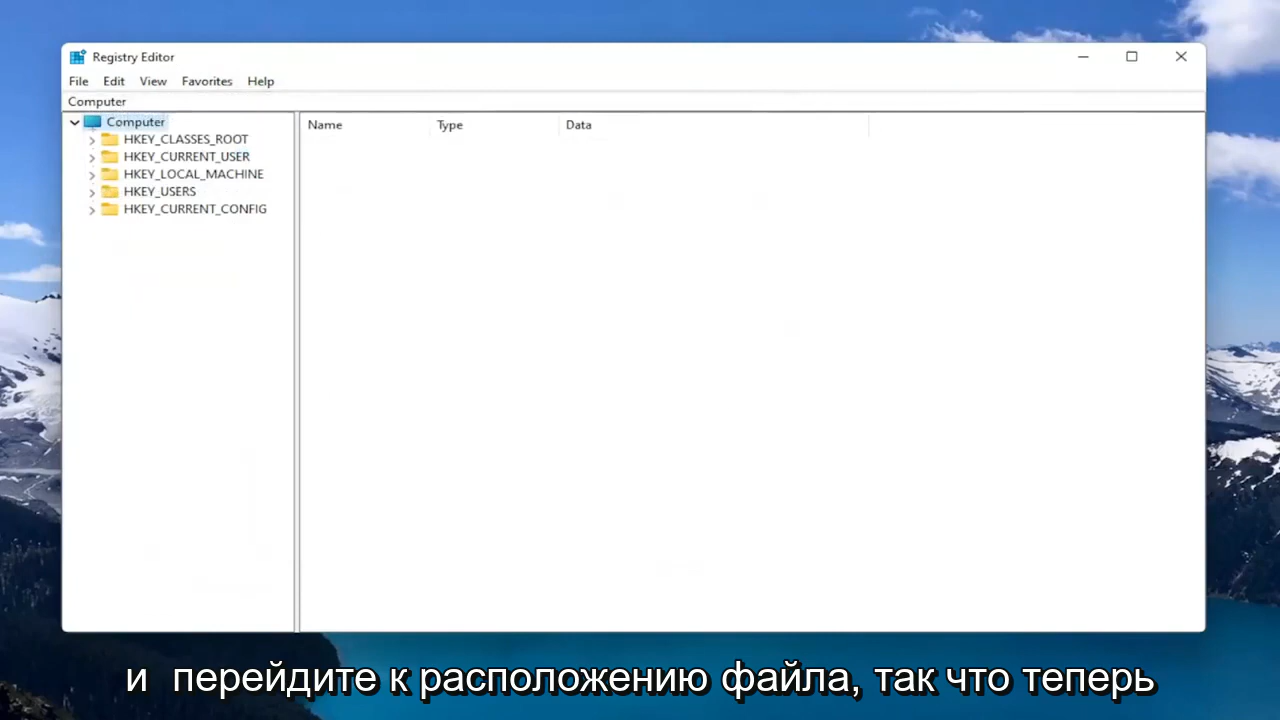 Registry Editor
File Edit View Favorites Help
Computer
Computer
HKEY_CLASSES_ROOT
HKEY_CURRENT_USER
HKEY_LOCAL_MACHINE
HKEY_USERS
HKEY_CURRENT_CONFIG
Name Type Data
и перейдите к расположению файла, так что теперь